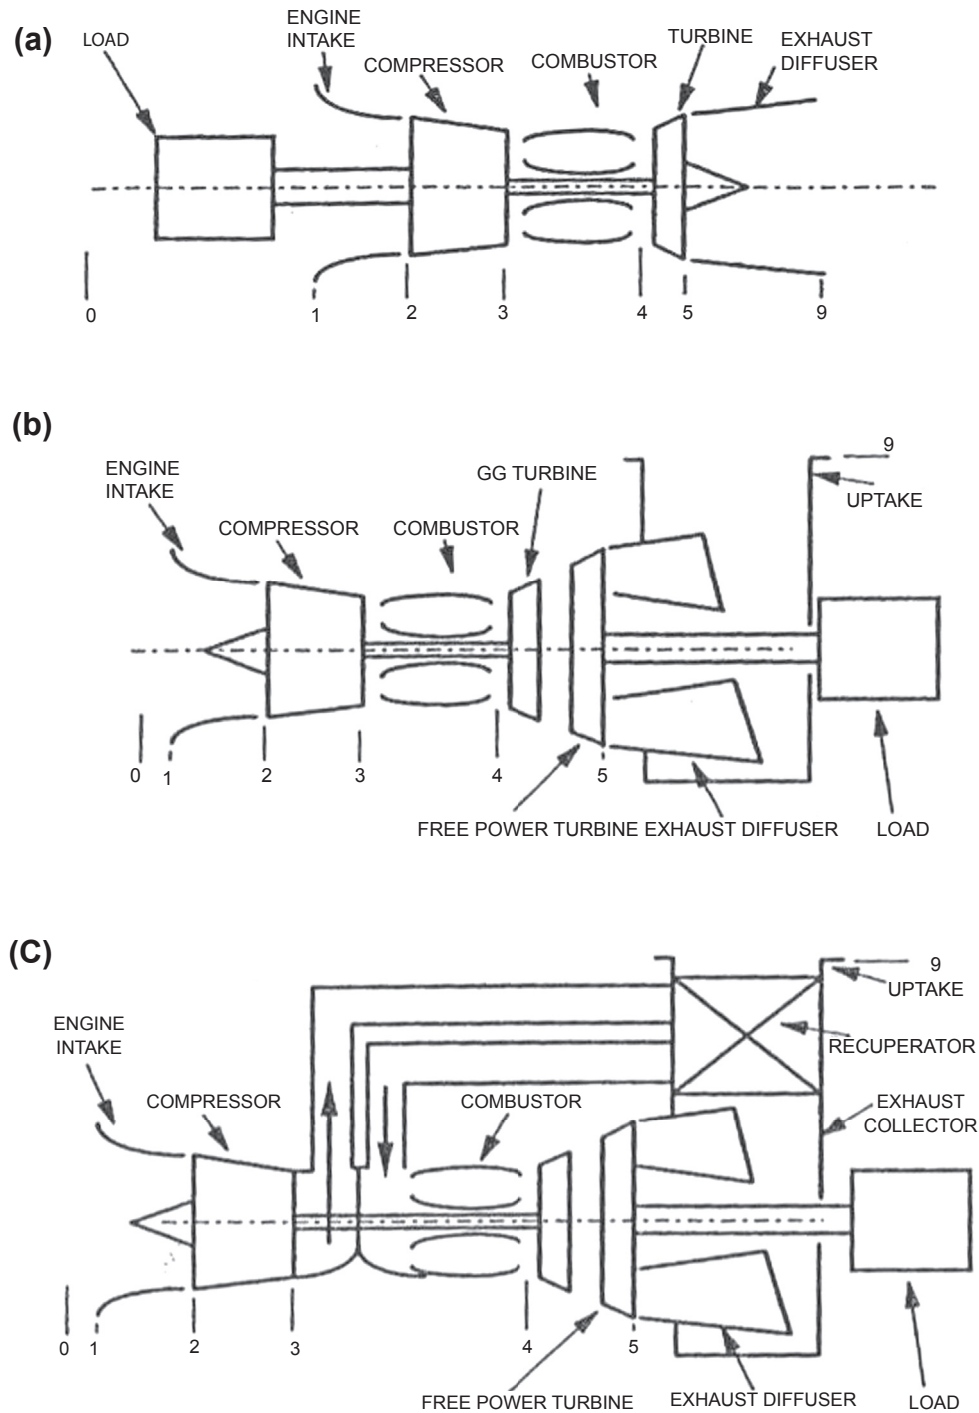 (a)
LOAD
ENGINE
INTAKE
COMPRESSOR
COMBUSTOR
TURBINE
EXHAUST
DIFFUSER
0
1
2
3
4
5
9
(b)
ENGINE
INTAKE
COMPRESSOR
COMBUSTOR
GG TURBINE
9
UPTAKE
0
1
2
3
4
5
FREE POWER TURBINE EXHAUST DIFFUSER
LOAD
(C)
ENGINE
INTAKE
COMPRESSOR
COMBUSTOR
9
UPTAKE
RECUPERATOR
EXHAUST
COLLECTOR
0
1
2
3
4
5
FREE POWER TURBINE
EXHAUST DIFFUSER
LOAD